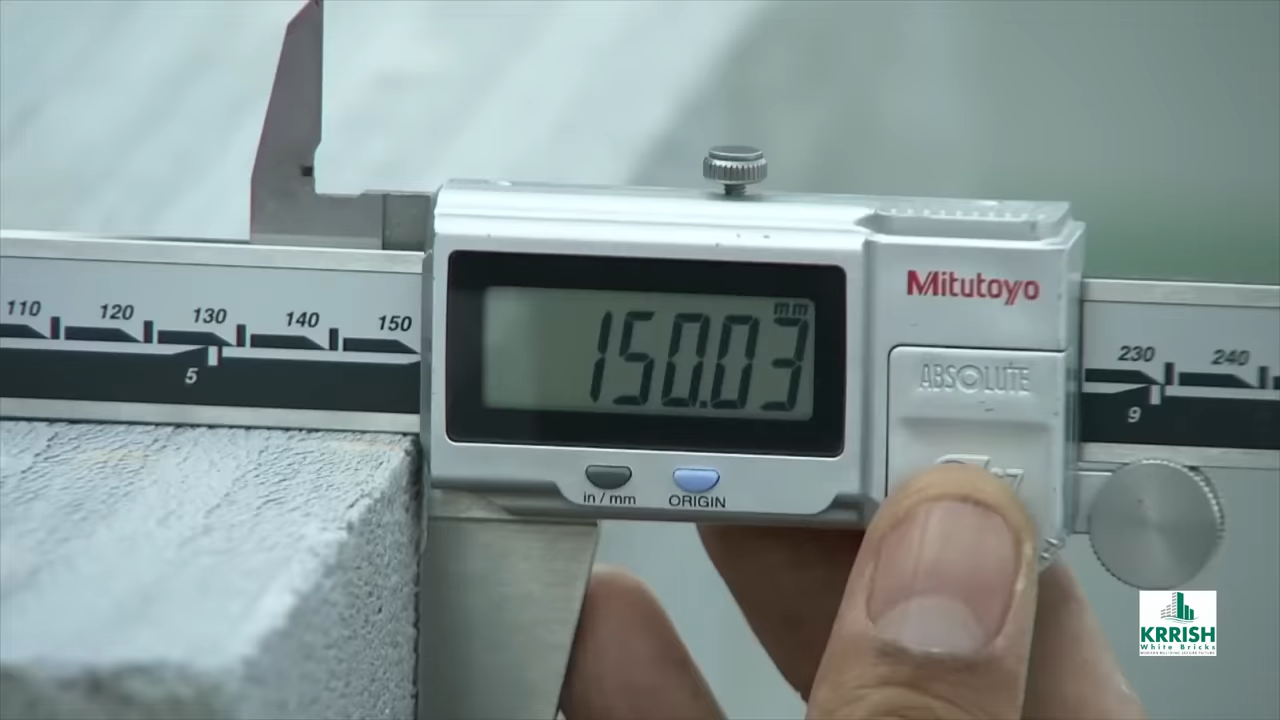 110 120 130 140 150
5
mm
150.03
in / mm ORIGIN
Mitutoyo
ABSOLUTE
230 240
9
KRRISH
White Bricks